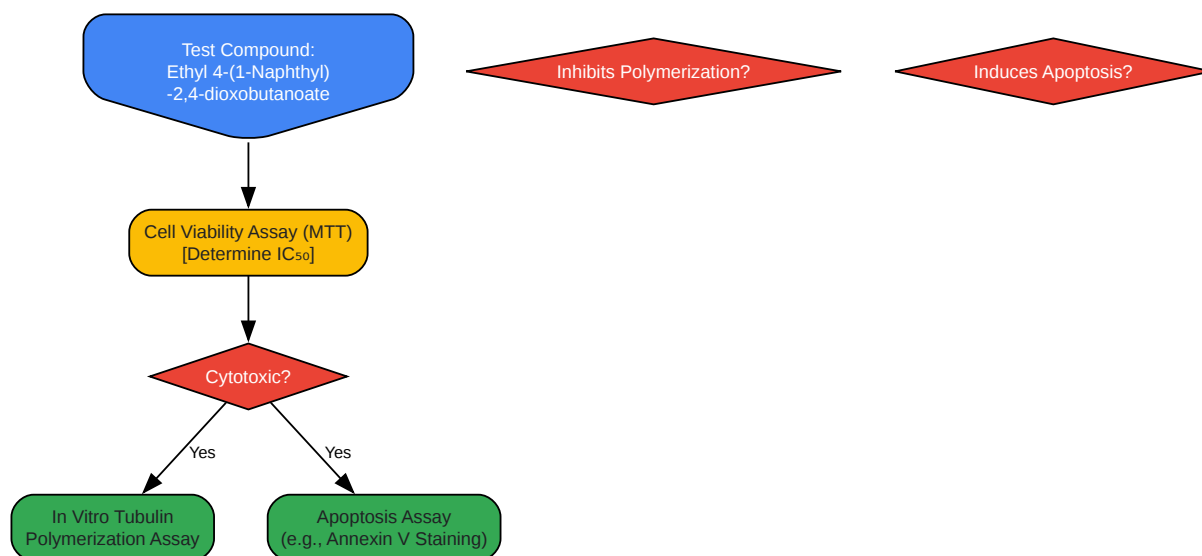 Test Compound:
Ethyl 4-(1-Naphthyl)
-2,4-dioxobutanoate
Inhibits Polymerization?
Induces Apoptosis?
Cell Viability Assay (MTT)
[Determine IC₅₀]
Cytotoxic?
Yes
Yes
In Vitro Tubulin
Polymerization Assay
Apoptosis Assay
(e.g., Annexin V Staining)